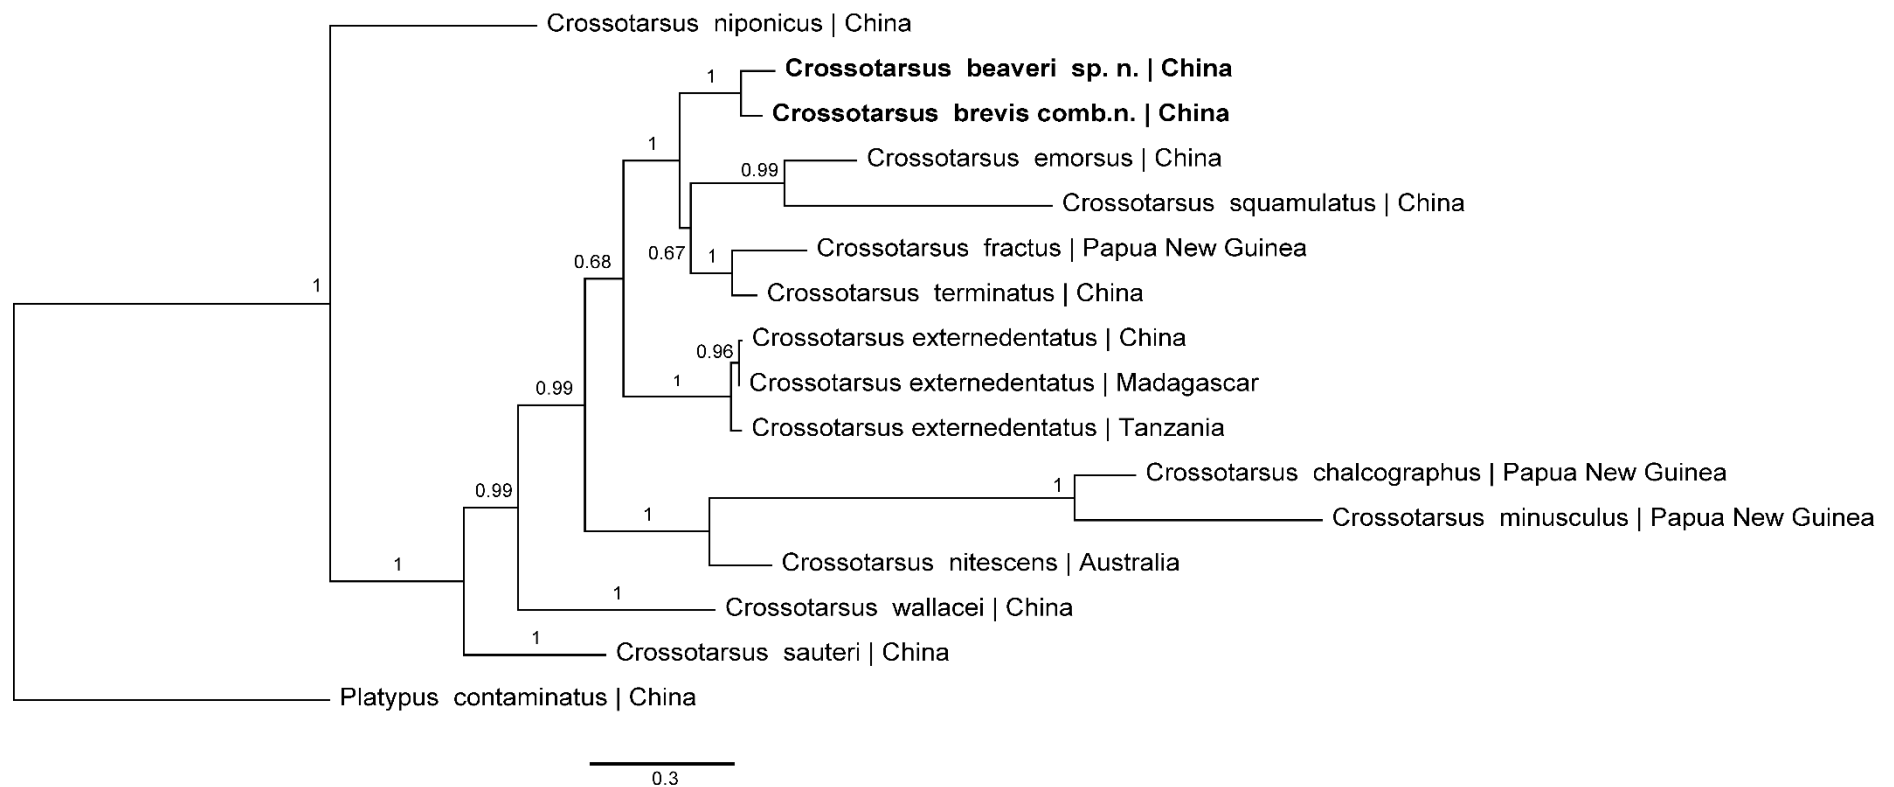 Crossotarsus niponicus | China
1
Crossotarsus beaveri sp. n. | China
Crossotarsus brevis comb.n. | China
1
Crossotarsus emorsus | China
0.99
Crossotarsus squamulatus | China
Crossotarsus fractus | Papua New Guinea
0.67
1
0.68
1
Crossotarsus terminatus | China
Crossotarsus externedentatus | China
0.96
Crossotarsus externedentatus | Madagascar
1
0.99
Crossotarsus externedentatus | Tanzania
Crossotarsus chalcographus | Papua New Guinea
1
0.99
Crossotarsus minusculus | Papua New Guinea
1
Crossotarsus nitescens | Australia
1
1
Crossotarsus wallacei | China
1
Crossotarsus sauteri | China
Platypus contaminatus | China
0.3